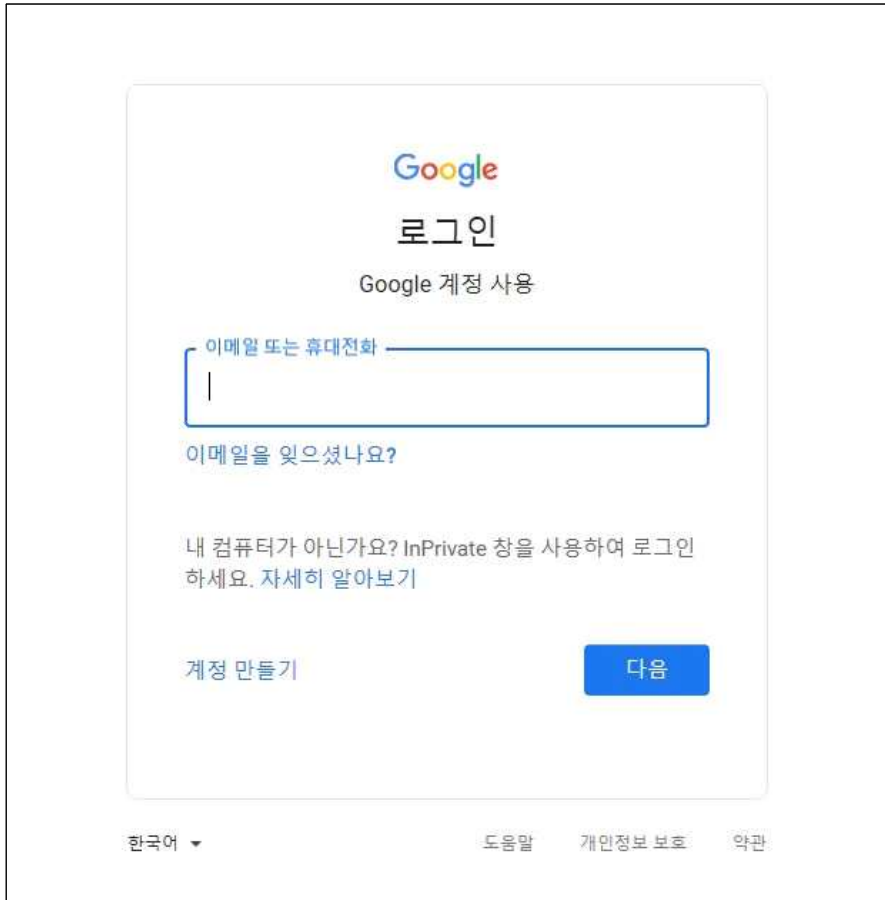 Google
로그인
Google 계정 사용
이메일 또는 휴대전화
이메일을 잊으셨나요?
내 컴퓨터가 아닌가요? InPrivate 창을 사용하여 로그인
하세요. 자세히 알아보기
계정 만들기 다음
한국어 도움말 개인정보 보호 약관